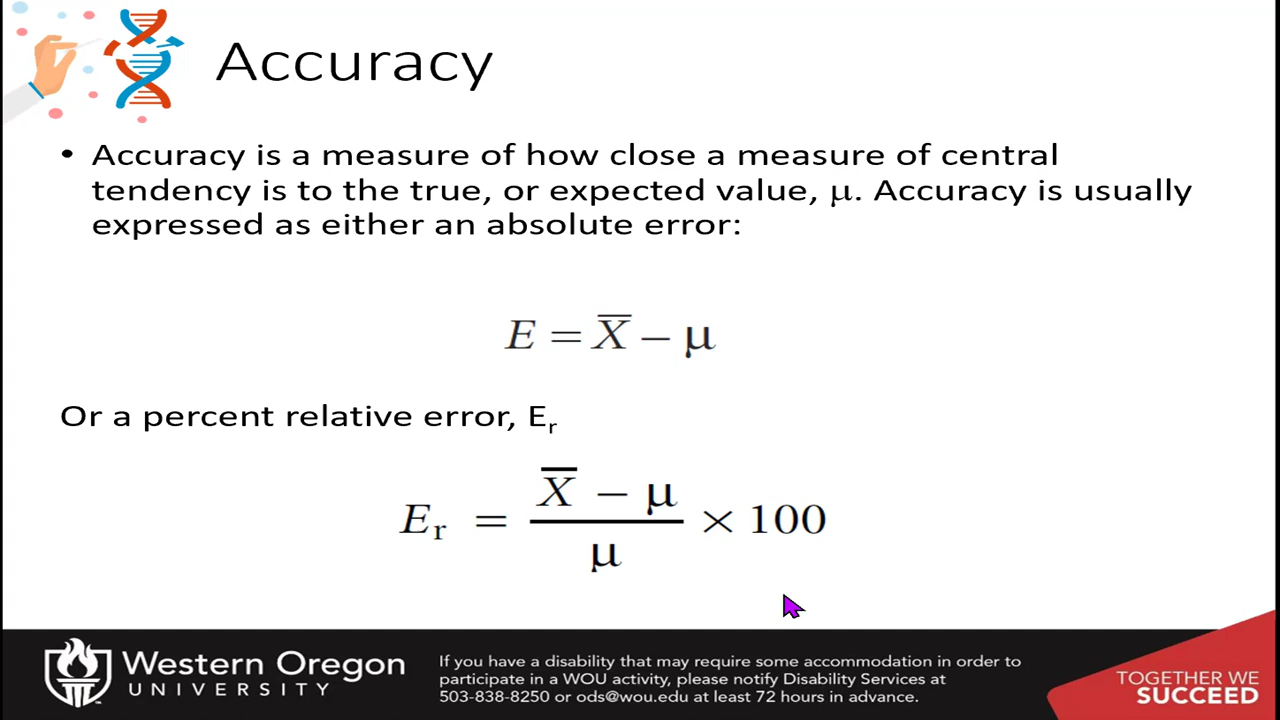 Accuracy
• Accuracy is a measure of how close a measure of central
tendency is to the true, or expected value, μ. Accuracy is usually
expressed as either an absolute error:
E = X̅ − μ
Or a percent relative error, Eᵣ
Eᵣ = (X̅ − μ) / μ × 100
Western Oregon
UNIVERSITY
If you have a disability that may require some accommodation in order to
participate in a WOU activity, please notify Disability Services at
503-838-8250 or ods@wou.edu at least 72 hours in advance.
TOGETHER WE
SUCCEED